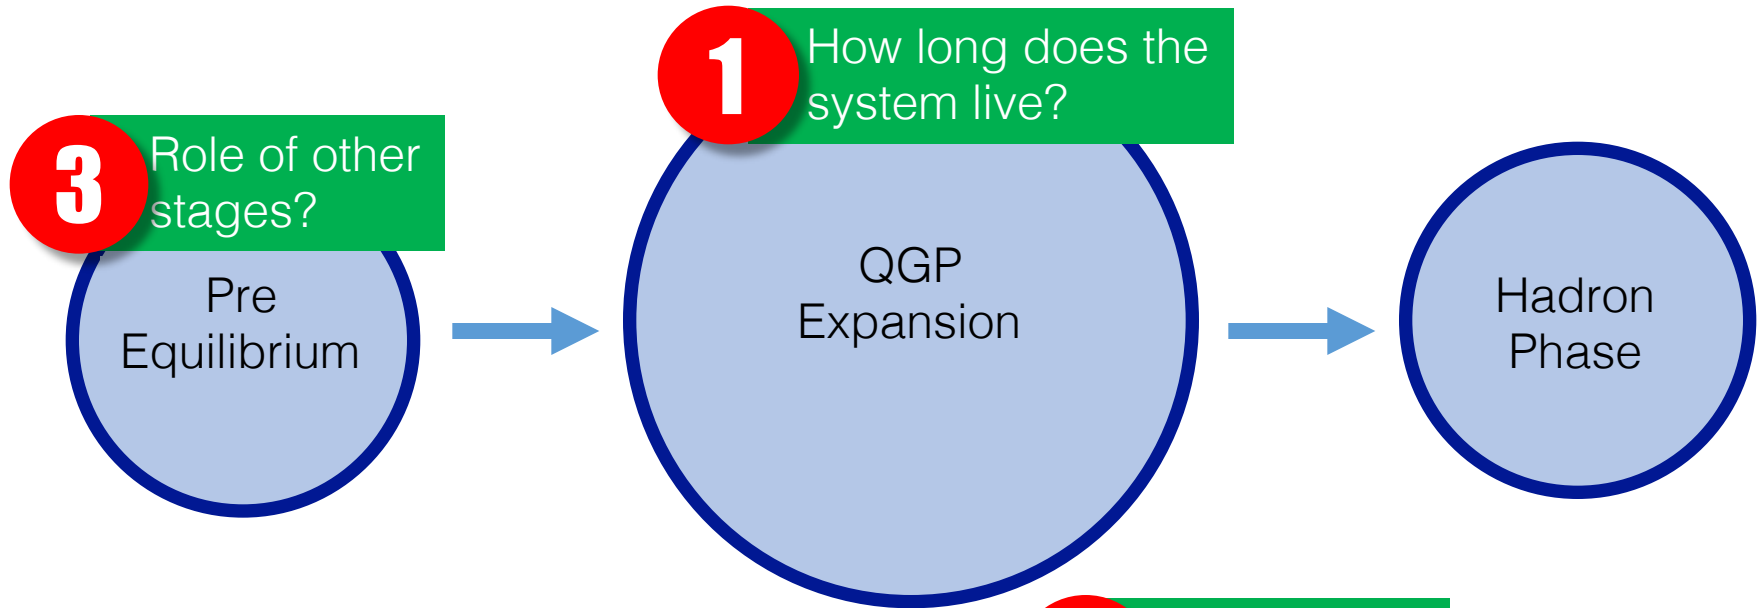 3
Role of other
stages?
Pre
Equilibrium
1
How long does the
system live?
QGP
Expansion
Hadron
Phase